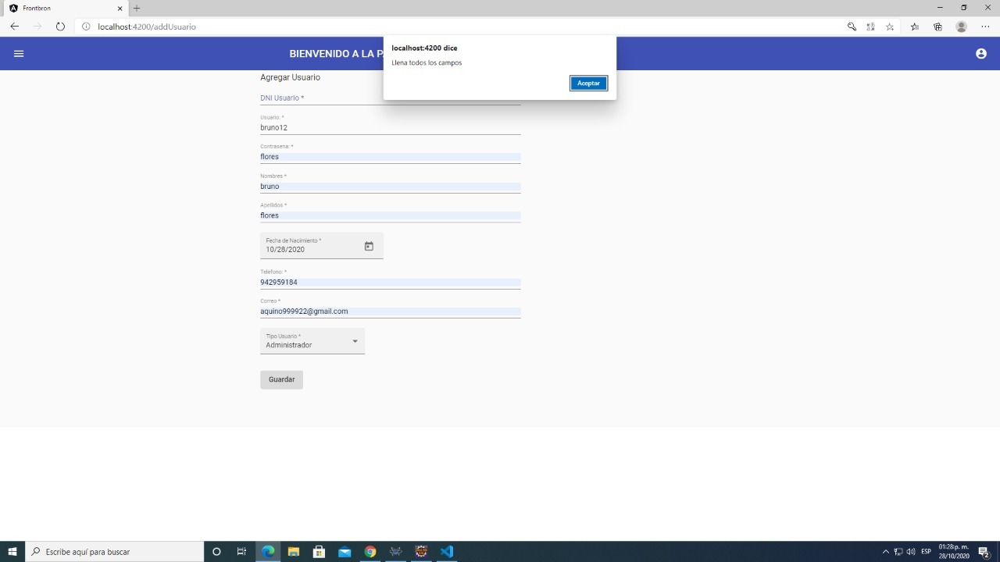 Frontbron
localhost:4200/addUsuario
BIENVENIDO A LA P
localhost:4200 dice
Llena todos los campos
Aceptar
Agregar Usuario
DNI Usuario *
Usuario: *
bruno12
Contrasena: *
flores
Nombres *
bruno
Apellidos *
flores
Fecha de Nacimiento *
10/28/2020
Telefono: *
942959184
Correo *
aquino999922@gmail.com
Tipo Usuario *
Administrador
Guardar
Escribe aquí para buscar
ESP
01:28p. m.
28/10/2020
2